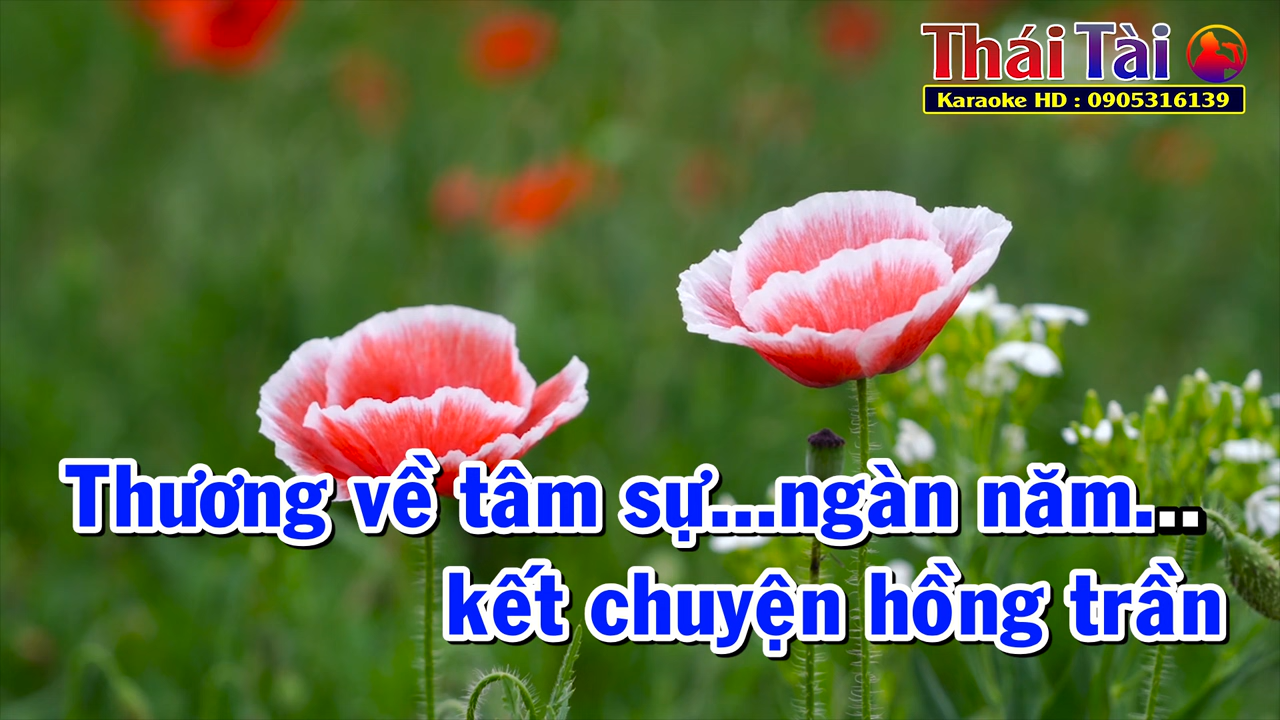 Thái Tài
Karaoke HD : 0905316139
Thương về tâm sự...ngàn năm...
kết chuyện hồng trần